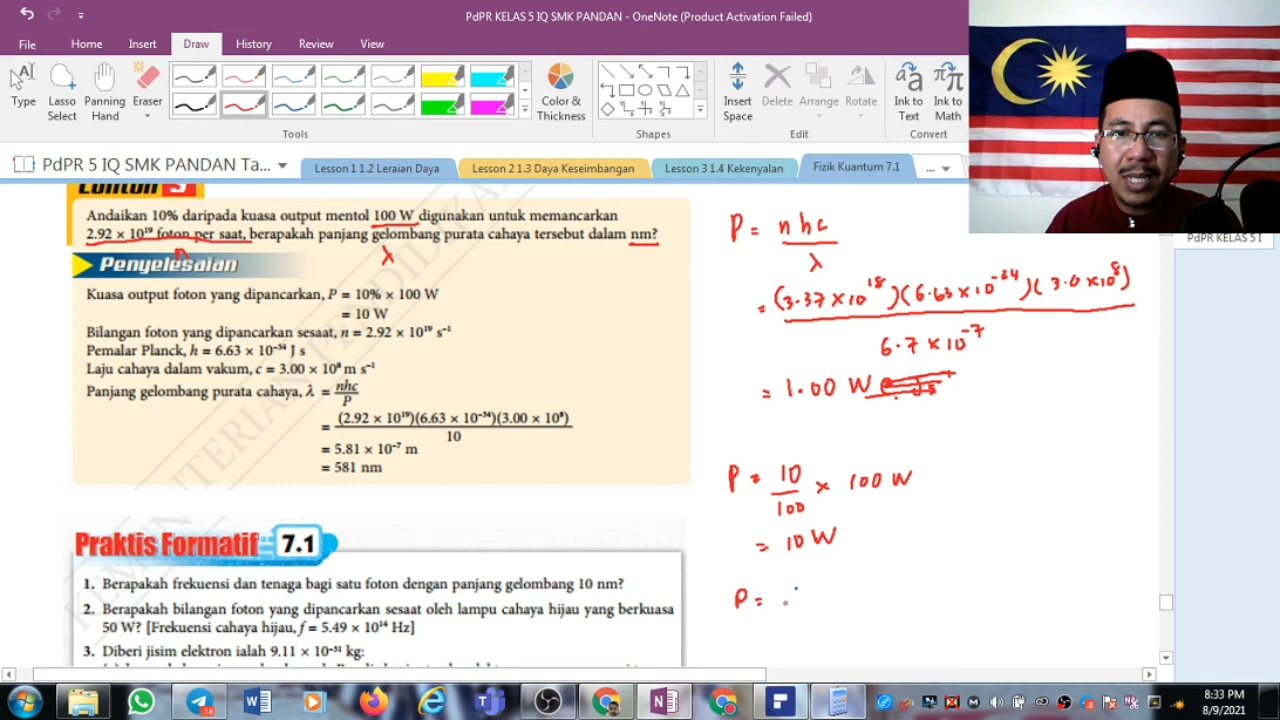 PdPR KELAS 5 IQ SMK PANDAN - OneNote (Product Activation Failed)
File Home Insert Draw History Review View
Type Lasso Select Panning Hand Eraser
Color & Thickness
Insert Space Delete Arrange Rotate
Ink to Text Ink to Math
Tools Shapes Edit Convert
PdPR 5 IQ SMK PANDAN Ta...
Lesson 1 1.2 Leraian Daya
Lesson 2 1.3 Daya Keseimbangan
Lesson 3 1.4 Kekenyalan
Fizik Kuantum 7.1
...
PdPR KELAS 5 I
Contoh 3
Andaikan 10% daripada kuasa output mentol 100 W digunakan untuk memancarkan
2.92 × 10¹⁹ foton per saat, berapakah panjang gelombang purata cahaya tersebut dalam nm?
n λ
Penyelesaian
Kuasa output foton yang dipancarkan, P = 10% × 100 W
= 10 W
Bilangan foton yang dipancarkan sesaat, n = 2.92 × 10¹⁹ s⁻¹
Pemalar Planck, h = 6.63 × 10⁻³⁴ J s
Laju cahaya dalam vakum, c = 3.00 × 10⁸ m s⁻¹
Panjang gelombang purata cahaya, λ = nhc
P
= (2.92 × 10¹⁹)(6.63 × 10⁻³⁴)(3.00 × 10⁸)
10
= 5.81 × 10⁻⁷ m
= 581 nm
KEMENTERIAN PENDIDIKAN
Praktis Formatif 7.1
1. Berapakah frekuensi dan tenaga bagi satu foton dengan panjang gelombang 10 nm?
2. Berapakah bilangan foton yang dipancarkan sesaat oleh lampu cahaya hijau yang berkuasa
50 W? [Frekuensi cahaya hijau, f = 5.49 × 10¹⁴ Hz]
3. Diberi jisim elektron ialah 9.11 × 10⁻³¹ kg:
P = nhc
λ
= (3.37 × 10¹⁸)(6.63 × 10⁻³⁴)(3.0 × 10⁸)
6.7 × 10⁻⁷
= 1.00 W
P = 10 × 100 W
100
= 10 W
P =
8:33 PM
8/9/2021